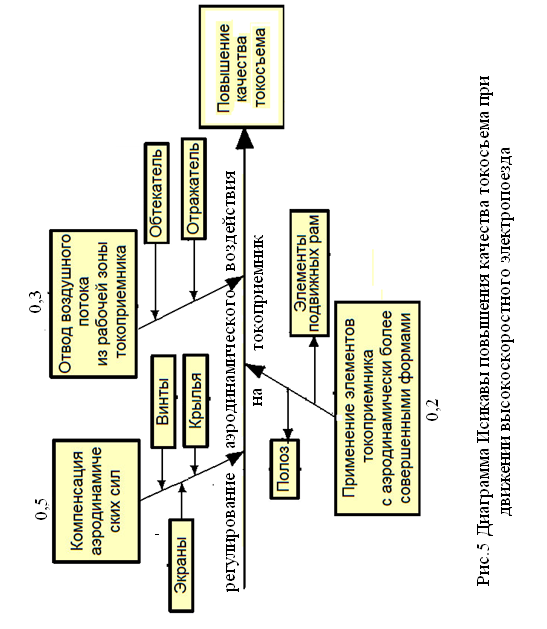 0,5
Компенсация
аэродинамиче
ских сил
0,3
Отвод воздушного
потока
из рабочей зоны
токоприемника
Экраны
Винты
Крылья
Обтекатель
Отражатель
Повышение
качества
токосъема
регулирование аэродинамического воздействия
на токоприемник
Полоз
Элементы
подвижных рам
Применение элементов
токоприемника
с аэродинамически более
совершенными формами
0,2
Рис.5 Диаграмма Исикавы повышения качества токосъема при
движении высокоскоростного электропоезда